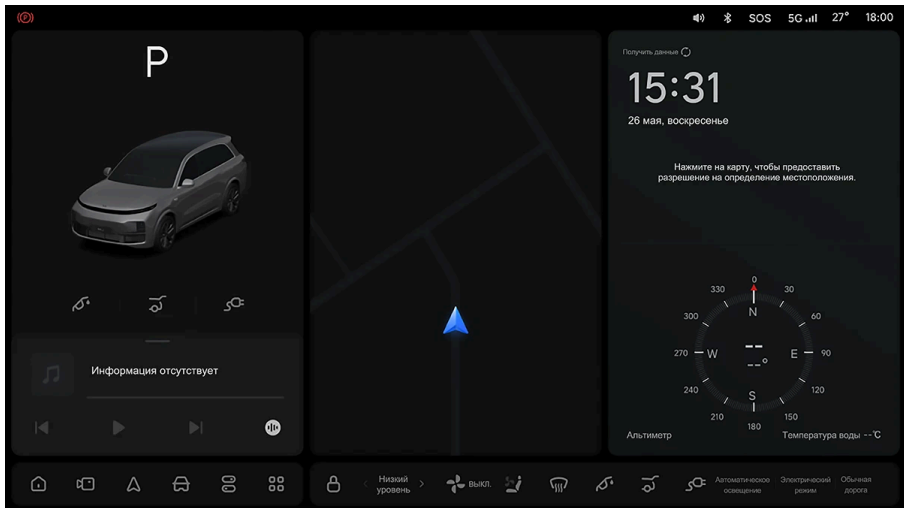 (P)
SOS
5G
27°
18:00
P
Информация отсутствует
Получить данные
15:31
26 мая, воскресенье
Нажмите на карту, чтобы предоставить
разрешение на определение местоположения.
0
330
30
N
300
60
270
W
--
--°
E
90
240
120
S
210
150
180
Альтиметр
Температура воды --°C
Низкий
уровень
ВЫКЛ.
Автоматическое
освещение
Электрический
режим
Обычная
дорога